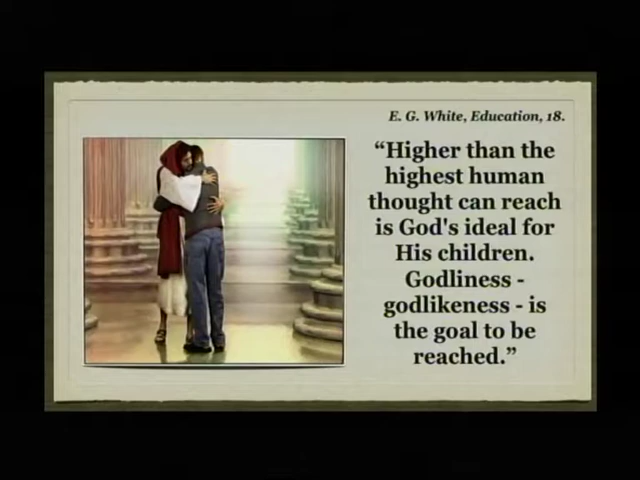 E. G. White, Education, 18.
“Higher than the
highest human
thought can reach
is God's ideal for
His children.
Godliness -
godlikeness - is
the goal to be
reached.”